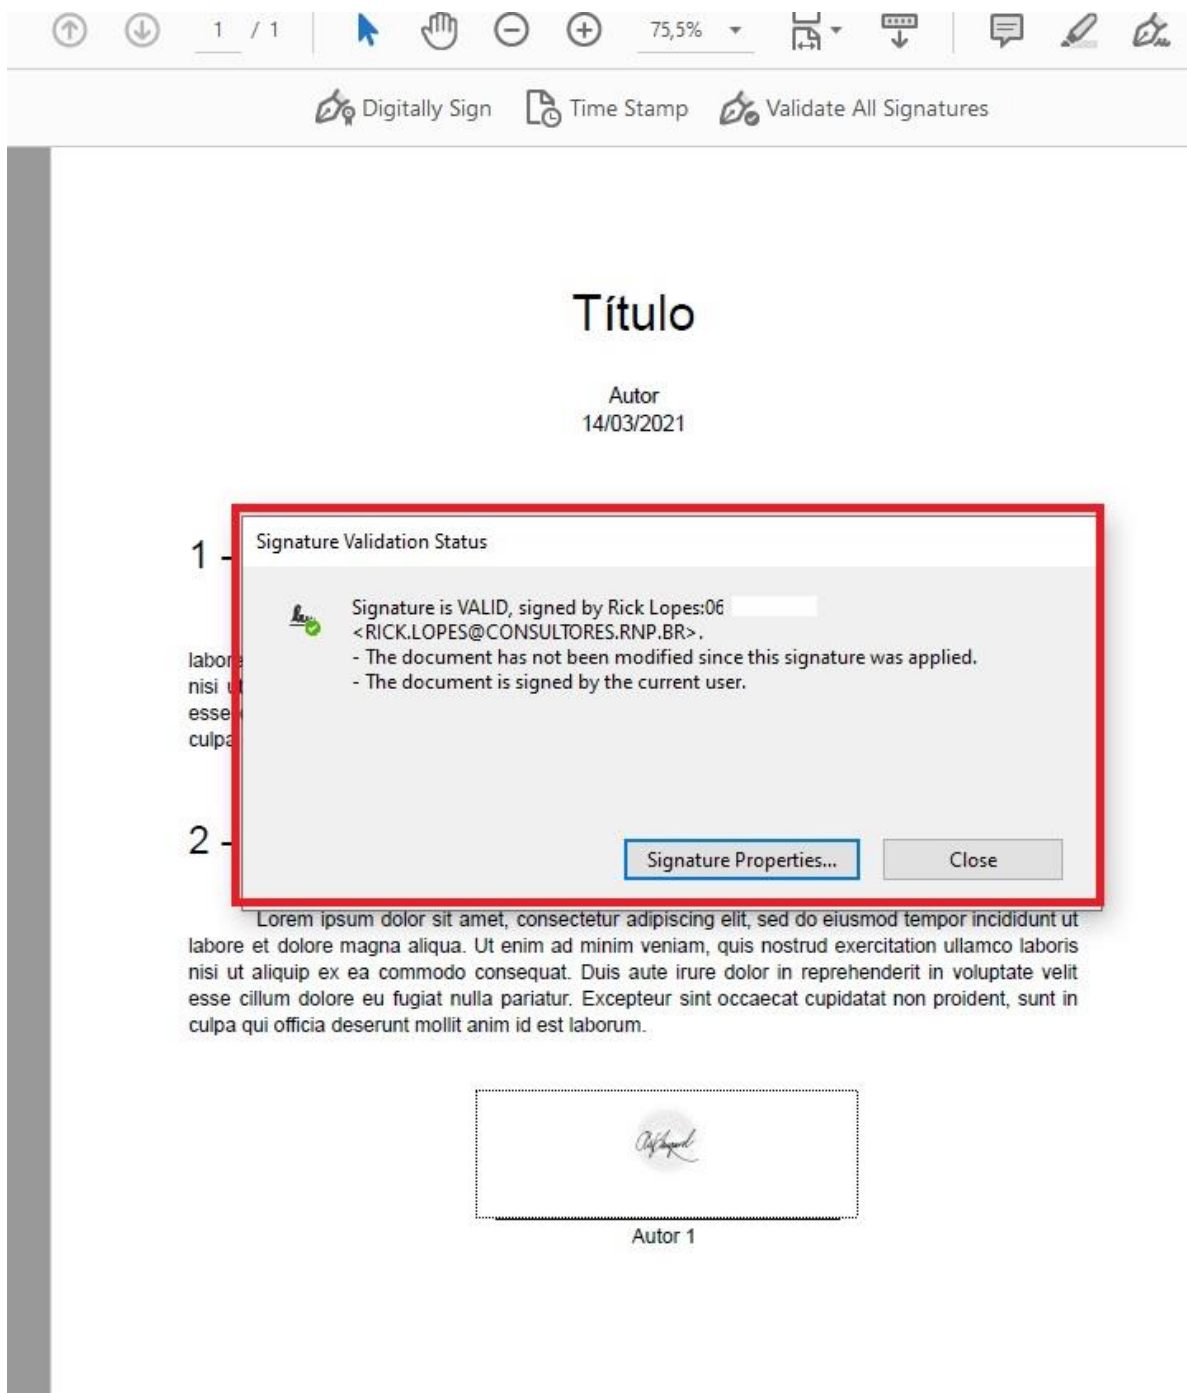 1 / 1 75,5%
Digitally Sign Time Stamp Validate All Signatures
Título
Autor
14/03/2021
1 -
Signature Validation Status
Signature is VALID, signed by Rick Lopes:06
<RICK.LOPES@CONSULTORES.RNP.BR>.
- The document has not been modified since this signature was applied.
- The document is signed by the current user.
labore
nisi ut
esse
culpa
Signature Properties... Close
2 -
Lorem ipsum dolor sit amet, consectetur adipiscing elit, sed do eiusmod tempor incididunt ut
labore et dolore magna aliqua. Ut enim ad minim veniam, quis nostrud exercitation ullamco laboris
nisi ut aliquip ex ea commodo consequat. Duis aute irure dolor in reprehenderit in voluptate velit
esse cillum dolore eu fugiat nulla pariatur. Excepteur sint occaecat cupidatat non proident, sunt in
culpa qui officia deserunt mollit anim id est laborum.
Autor 1